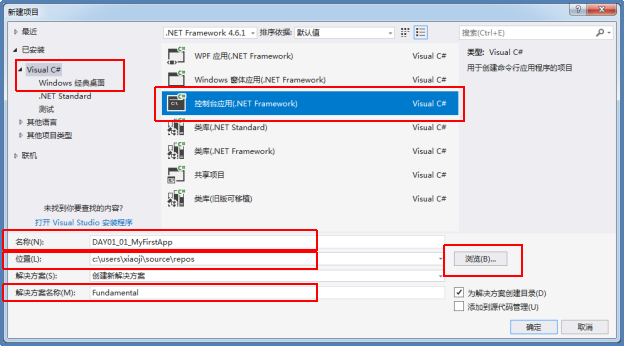 新建项目
最近
.NET Framework 4.6.1 排序依据: 默认值
搜索(Ctrl+E)
已安装
Visual C#
Windows 经典桌面
.NET Standard
测试
其他语言
其他项目类型
联机
未找到你要查找的内容?
打开 Visual Studio 安装程序
WPF 应用(.NET Framework) Visual C#
Windows 窗体应用(.NET Framework) Visual C#
控制台应用(.NET Framework) Visual C#
类库(.NET Standard) Visual C#
类库(.NET Framework) Visual C#
共享项目 Visual C#
类库(旧版可移植) Visual C#
类型: Visual C#
用于创建命令行应用程序的项目
名称(N): DAY01_01_MyFirstApp
位置(L): c:\users\xiaoji\source\repos
浏览(B)...
解决方案(S): 创建新解决方案
解决方案名称(M): Fundamental
为解决方案创建目录(D)
添加到源代码管理(U)
确定 取消